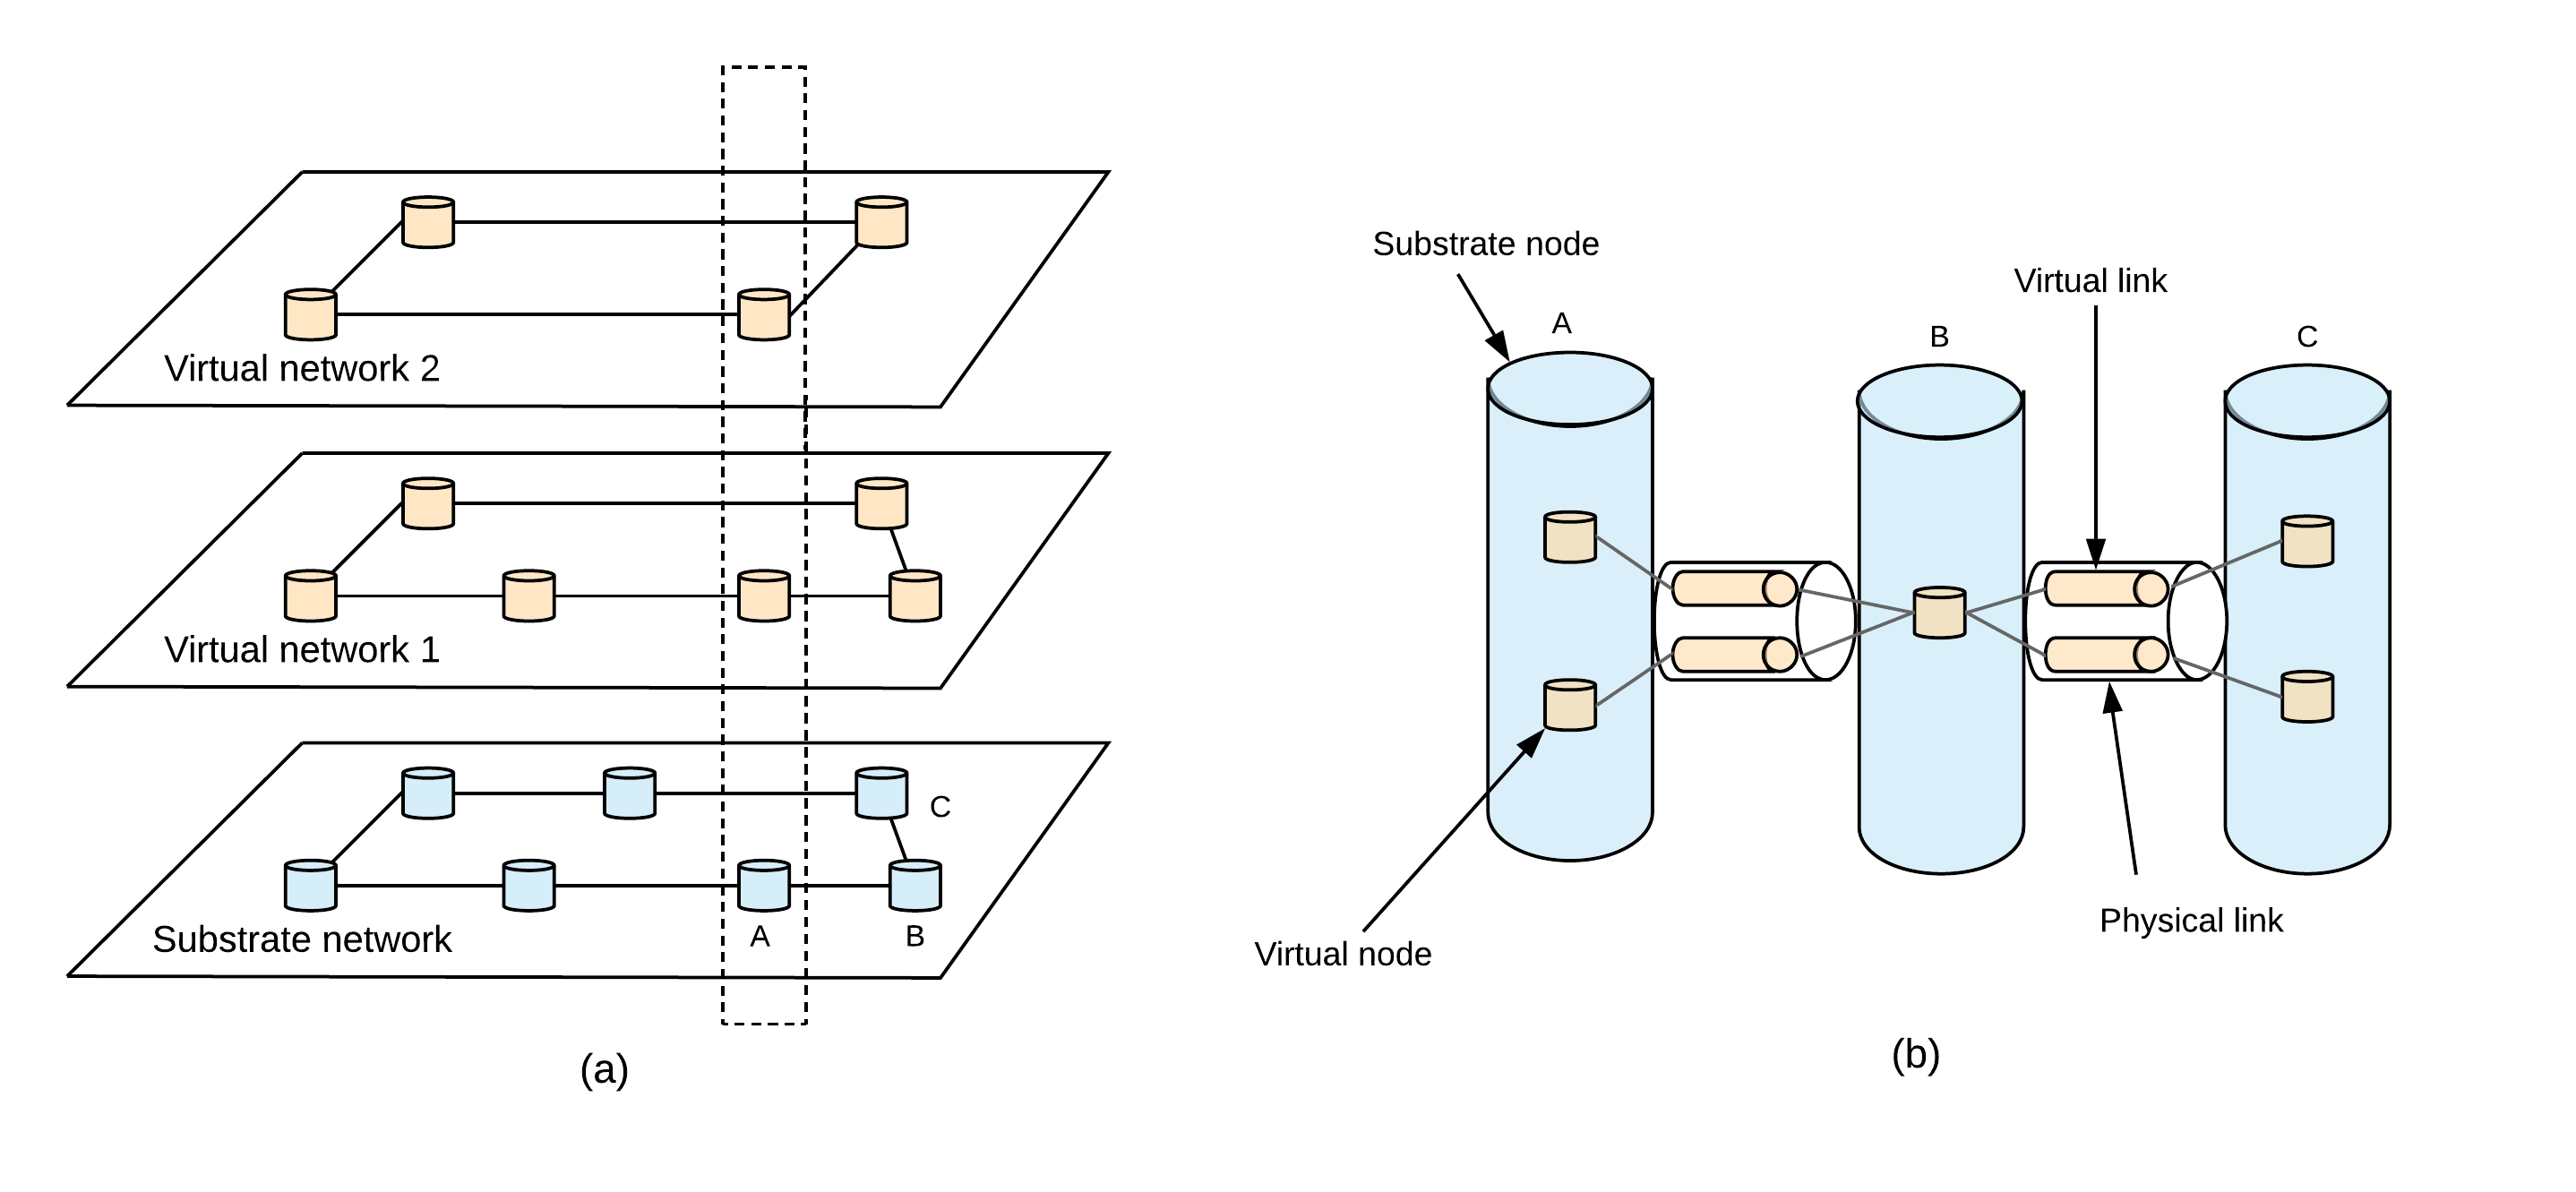 Virtual network 2
Virtual network 1
C
Substrate network
A
B
(a)
Substrate node
Virtual link
A
B
C
Physical link
Virtual node
(b)